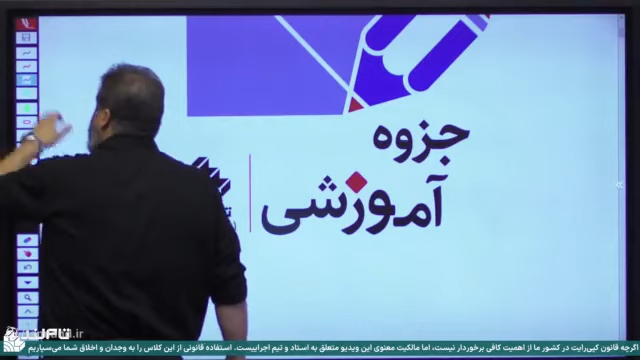 جزوه
آموزشی
اگرچه قانون کپی‌رایت در کشور ما از اهمیت کافی برخوردار نیست، اما مالکیت معنوی این ویدیو متعلق به استاد و تیم اجراییست. استفاده قانونی از این کلاس را به وجدان و اخلاق شما می‌سپاریم